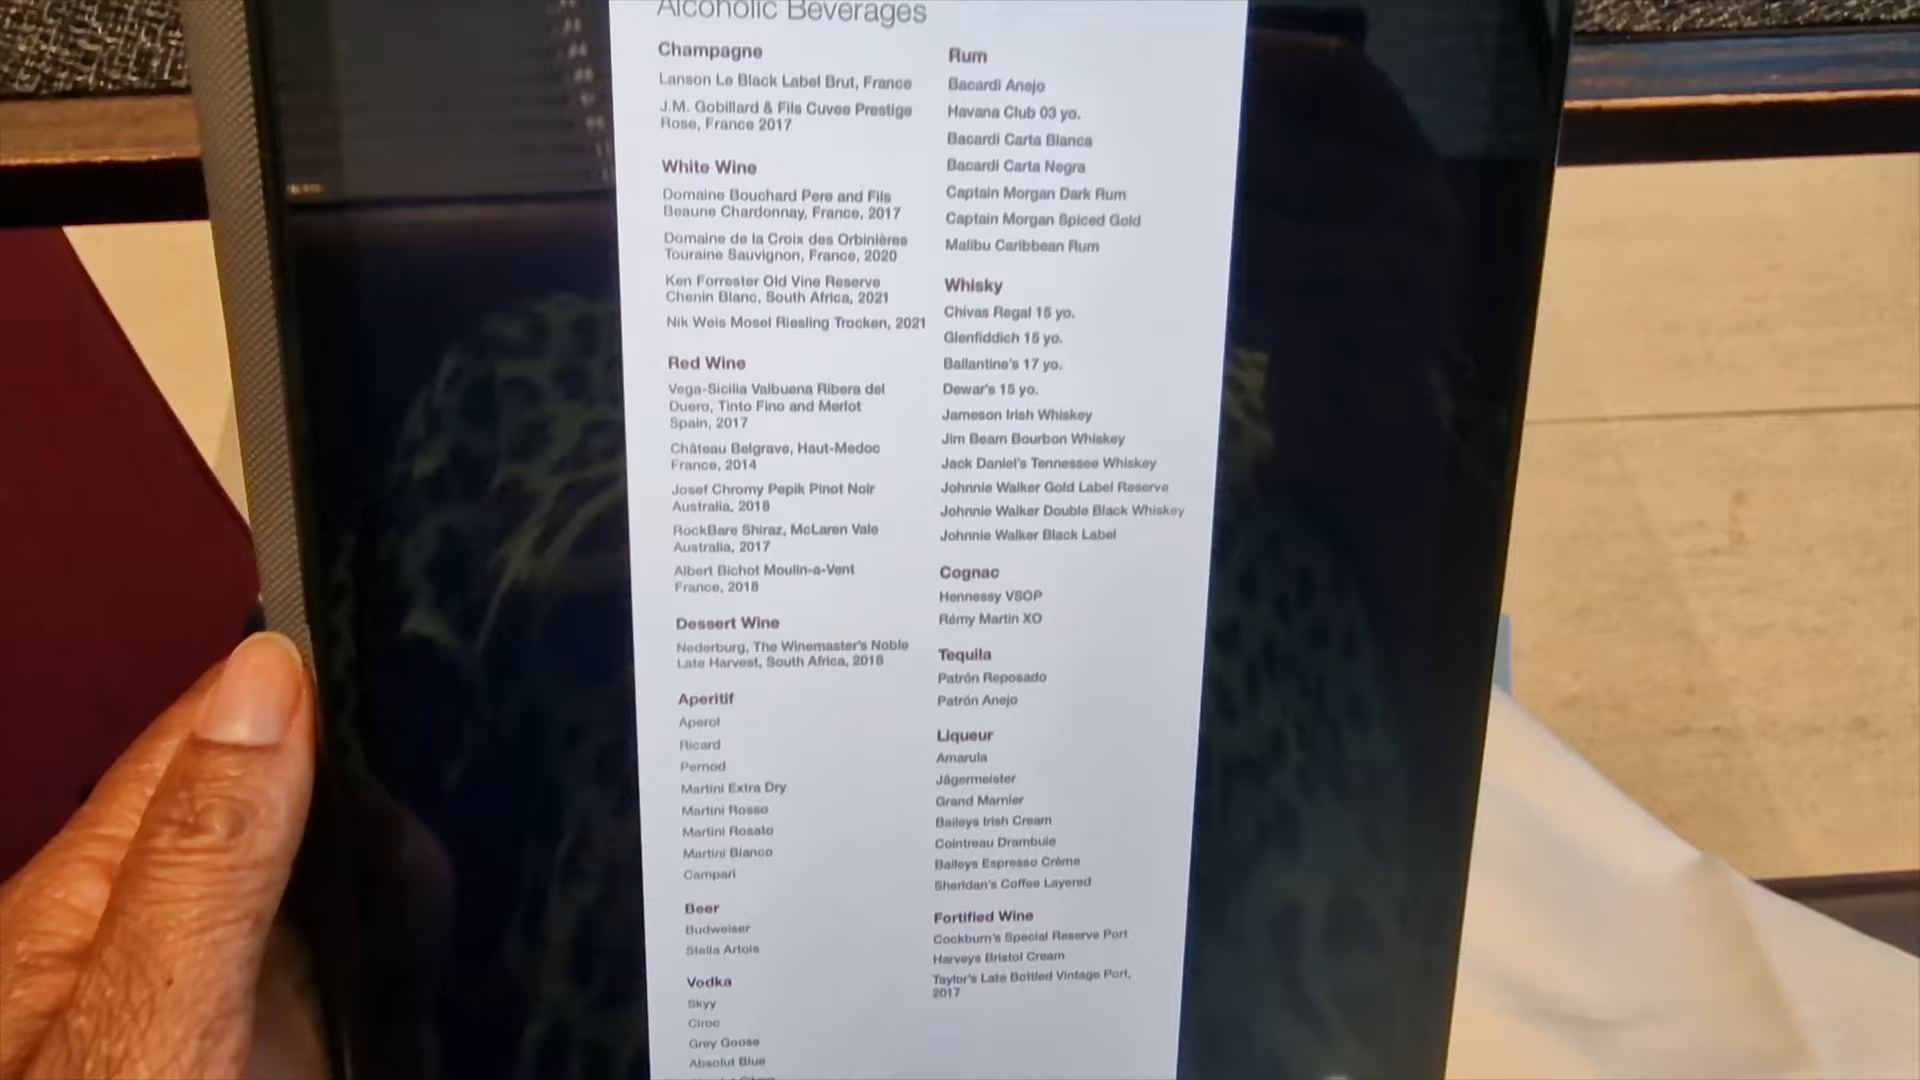 Alcoholic Beverages
Champagne
Lanson Le Black Label Brut, France
J.M. Gobillard & Fils Cuvee Prestige
Rose, France 2017
White Wine
Domaine Bouchard Pere and Fils
Beaune Chardonnay, France, 2017
Domaine de la Croix des Orbinières
Touraine Sauvignon, France, 2020
Ken Forrester Old Vine Reserve
Chenin Blanc, South Africa, 2021
Nik Weis Mosel Riesling Trocken, 2021
Red Wine
Vega-Sicilia Valbuena Ribera del
Duero, Tinto Fino and Merlot
Spain, 2017
Château Belgrave, Haut-Medoc
France, 2014
Josef Chromy Pepik Pinot Noir
Australia, 2018
RockBare Shiraz, McLaren Vale
Australia, 2017
Albert Bichot Moulin-a-Vent
France, 2018
Dessert Wine
Nederburg, The Winemaster's Noble
Late Harvest, South Africa, 2018
Aperitif
Aperol
Ricard
Pernod
Martini Extra Dry
Martini Rosso
Martini Rosato
Martini Bianco
Campari
Beer
Budweiser
Stella Artois
Vodka
Skyy
Ciroc
Grey Goose
Absolut Blue
Rum
Bacardi Anejo
Havana Club 03 yo.
Bacardi Carta Blanca
Bacardi Carta Negra
Captain Morgan Dark Rum
Captain Morgan Spiced Gold
Malibu Caribbean Rum
Whisky
Chivas Regal 15 yo.
Glenfiddich 15 yo.
Ballantine's 17 yo.
Dewar's 15 yo.
Jameson Irish Whiskey
Jim Beam Bourbon Whiskey
Jack Daniel's Tennessee Whiskey
Johnnie Walker Gold Label Reserve
Johnnie Walker Double Black Whiskey
Johnnie Walker Black Label
Cognac
Hennessy VSOP
Rémy Martin XO
Tequila
Patrón Reposado
Patrón Anejo
Liqueur
Amarula
Jägermeister
Grand Marnier
Baileys Irish Cream
Cointreau Drambuie
Baileys Espresso Crème
Sheridan's Coffee Layered
Fortified Wine
Cockburn's Special Reserve Port
Harveys Bristol Cream
Taylor's Late Bottled Vintage Port,
2017